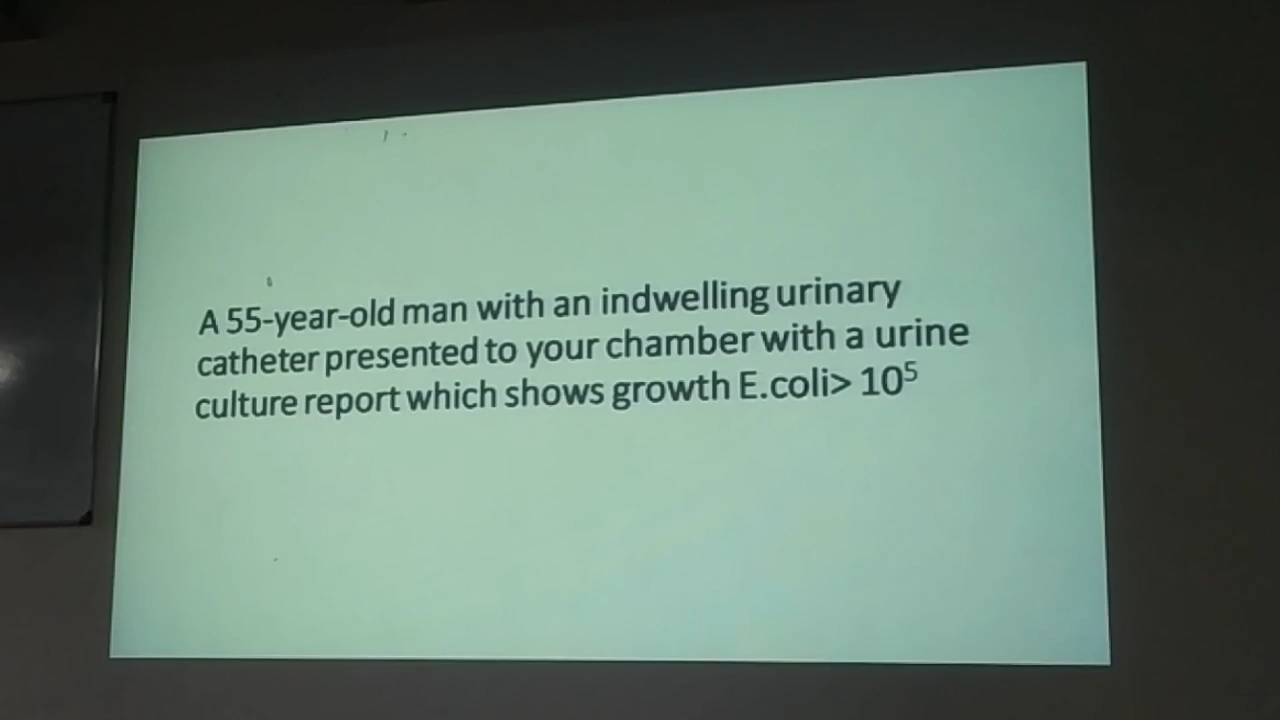 A 55-year-old man with an indwelling urinary
catheter presented to your chamber with a urine
culture report which shows growth E.coli> 10⁵